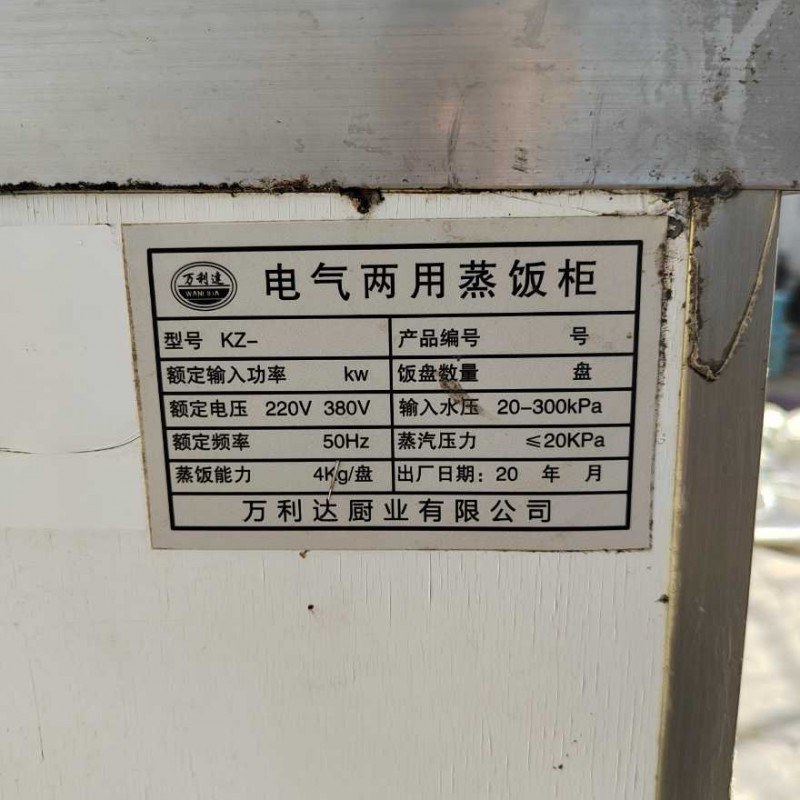 万利达
WANLIDA
电气两用蒸饭柜
型号 KZ- 产品编号 号
额定输入功率 kw 饭盘数量 盘
额定电压 220V 380V 输入水压 20-300kPa
额定频率 50Hz 蒸汽压力 ≤20KPa
蒸饭能力 4Kg/盘 出厂日期：20 年 月
万利达厨业有限公司